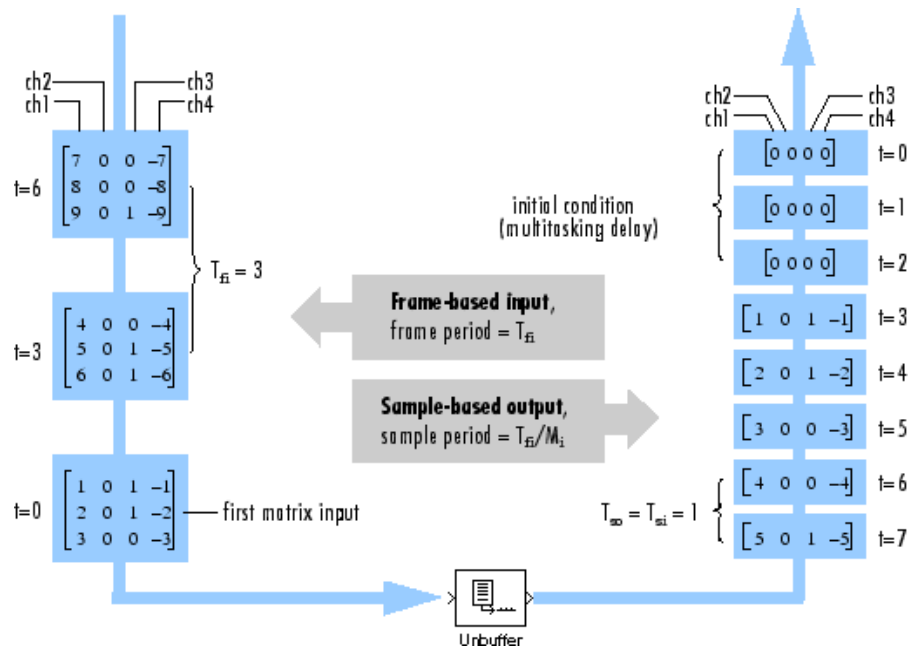 ch2 ch3
ch1 ch4
t=6
7 0 0 −7
8 0 0 −8
9 0 1 −9
T_fi = 3
t=3
4 0 0 −4
5 0 1 −5
6 0 1 −6
t=0
1 0 1 −1
2 0 1 −2
3 0 0 −3
first matrix input
Frame-based input,
frame period = T_fi
Sample-based output,
sample period = T_fi/M_i
Unbuffer
ch2 ch3
ch1 ch4
[0 0 0 0] t=0
initial condition
(multitasking delay)
[0 0 0 0] t=1
[0 0 0 0] t=2
[1 0 1 −1] t=3
[2 0 1 −2] t=4
[3 0 0 −3] t=5
[4 0 0 −4] t=6
T_so = T_si = 1
[5 0 1 −5] t=7